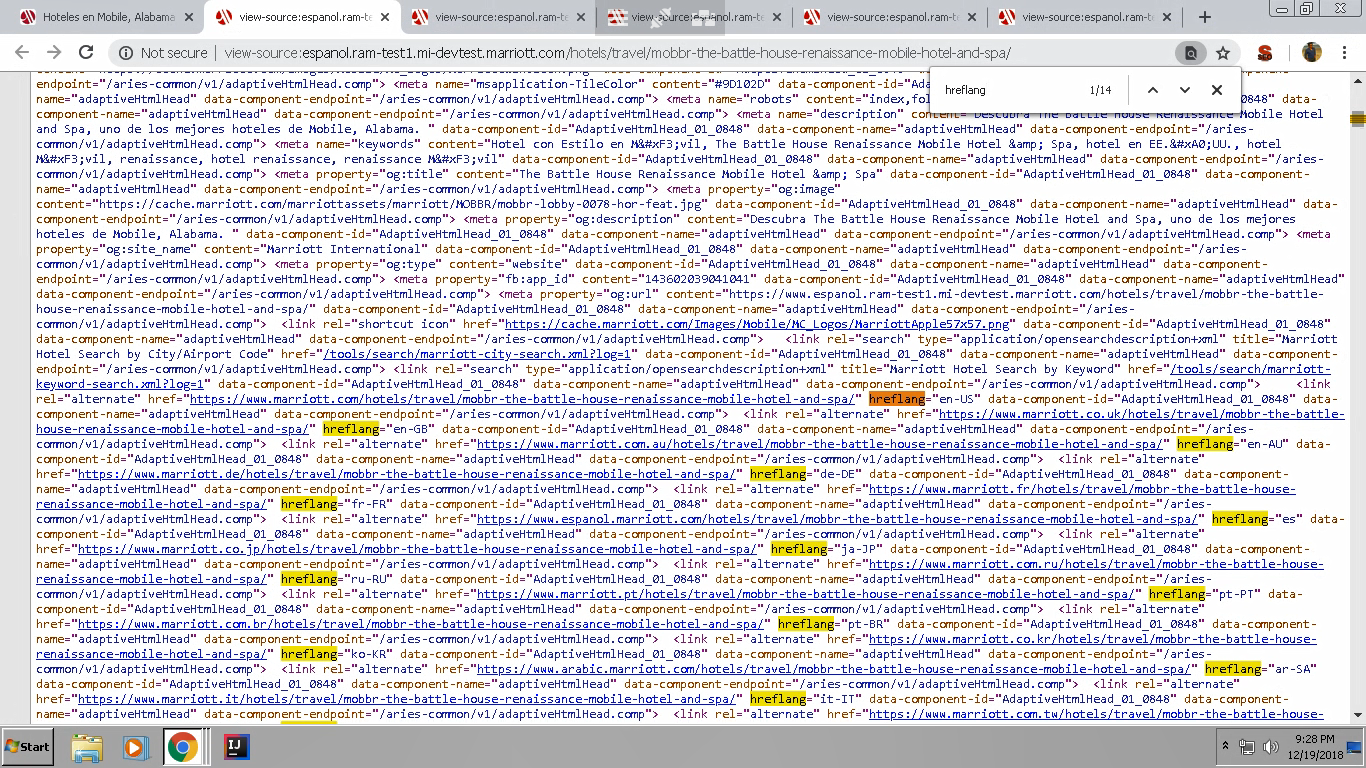 Hoteles en Mobile, Alabama
view-source:espanol.ram-te
view-source:espanol.ram-te
view-source:espanol.ram-te
view-source:espanol.ram-te
view-source:espanol.ram-te
Not secure | view-source:espanol.ram-test1.mi-devtest.marriott.com/hotels/travel/mobbr-the-battle-house-renaissance-mobile-hotel-and-spa/
hreflang 1/14
endpoint="/aries-common/v1/adaptiveHtmlHead.comp"> <meta name="msapplication-TileColor" content="#9D102D" data-
name="adaptiveHtmlHead" data-component-endpoint="/aries-common/v1/adaptiveHtmlHead.comp"> <meta name="robots" content="index,fol
component-endpoint="/aries-common/v1/adaptiveHtmlHead.comp"> <meta name="description" content="Descubra The Battle House Renaissance Mobile Hotel
and Spa, uno de los mejores hoteles de Mobile, Alabama. " data-component-id="AdaptiveHtmlHead_01_0848" data-component-name="adaptiveHtmlHead" data-component-endpoint="/aries-
common/v1/adaptiveHtmlHead.comp"> <meta name="keywords" content="Hotel con Estilo en M&#xF3;vil, The Battle House Renaissance Mobile Hotel &amp; Spa, hotel en EE.&#xA0;UU., hotel
M&#xF3;vil, renaissance, hotel renaissance, renaissance M&#xF3;vil" data-component-id="AdaptiveHtmlHead_01_0848" data-component-name="adaptiveHtmlHead" data-component-endpoint="/aries-
common/v1/adaptiveHtmlHead.comp"> <meta property="og:title" content="The Battle House Renaissance Mobile Hotel &amp; Spa" data-component-id="AdaptiveHtmlHead_01_0848" data-component-
name="adaptiveHtmlHead" data-component-endpoint="/aries-common/v1/adaptiveHtmlHead.comp"> <meta property="og:image"
content="https://cache.marriott.com/marriottassets/marriott/MOBBR/mobbr-lobby-0078-hor-feat.jpg" data-component-id="AdaptiveHtmlHead_01_0848" data-component-name="adaptiveHtmlHead" data-
component-endpoint="/aries-common/v1/adaptiveHtmlHead.comp"> <meta property="og:description" content="Descubra The Battle House Renaissance Mobile Hotel and Spa, uno de los mejores
hoteles de Mobile, Alabama. " data-component-id="AdaptiveHtmlHead_01_0848" data-component-name="adaptiveHtmlHead" data-component-endpoint="/aries-common/v1/adaptiveHtmlHead.comp"> <meta
property="og:site_name" content="Marriott International" data-component-id="AdaptiveHtmlHead_01_0848" data-component-name="adaptiveHtmlHead" data-component-endpoint="/aries-
common/v1/adaptiveHtmlHead.comp"> <meta property="og:type" content="website" data-component-id="AdaptiveHtmlHead_01_0848" data-component-name="adaptiveHtmlHead" data-component-endpoint="/aries-
common/v1/adaptiveHtmlHead.comp"> <meta property="fb:app_id" content="143602039041041" data-component-id="AdaptiveHtmlHead_01_0848" data-component-name="adaptiveHtmlHead"
data-component-endpoint="/aries-common/v1/adaptiveHtmlHead.comp"> <meta property="og:url" content="https://www.espanol.ram-test1.mi-devtest.marriott.com/hotels/travel/mobbr-the-battle-
house-renaissance-mobile-hotel-and-spa/" data-component-id="AdaptiveHtmlHead_01_0848" data-component-name="adaptiveHtmlHead" data-component-endpoint="/aries-
common/v1/adaptiveHtmlHead.comp"> <link rel="shortcut icon" href="https://cache.marriott.com/Images/Mobile/MC_Logos/MarriottApple57x57.png" data-component-id="AdaptiveHtmlHead_01_0848"
data-component-name="adaptiveHtmlHead" data-component-endpoint="/aries-common/v1/adaptiveHtmlHead.comp"> <link rel="search" type="application/opensearchdescription+xml" title="Marriott
Hotel Search by City/Airport Code" href="/tools/search/marriott-city-search.xml?log=1" data-component-id="AdaptiveHtmlHead_01_0848" data-component-name="adaptiveHtmlHead" data-component-endpoint="/aries-
common/v1/adaptiveHtmlHead.comp"> <link rel="search" type="application/opensearchdescription+xml" title="Marriott Hotel Search by Keyword" href="/tools/search/marriott-
keyword-search.xml?log=1" data-component-id="AdaptiveHtmlHead_01_0848" data-component-name="adaptiveHtmlHead" data-component-endpoint="/aries-common/v1/adaptiveHtmlHead.comp"> <link
rel="alternate" href="https://www.marriott.com/hotels/travel/mobbr-the-battle-house-renaissance-mobile-hotel-and-spa/" hreflang="en-US" data-component-id="AdaptiveHtmlHead_01_0848" data-
component-name="adaptiveHtmlHead" data-component-endpoint="/aries-common/v1/adaptiveHtmlHead.comp"> <link rel="alternate" href="https://www.marriott.co.uk/hotels/travel/mobbr-the-battle-
house-renaissance-mobile-hotel-and-spa/" hreflang="en-GB" data-component-id="AdaptiveHtmlHead_01_0848" data-component-name="adaptiveHtmlHead" data-component-endpoint="/aries-
common/v1/adaptiveHtmlHead.comp"> <link rel="alternate" href="https://www.marriott.com.au/hotels/travel/mobbr-the-battle-house-renaissance-mobile-hotel-and-spa/" hreflang="en-AU" data-
component-id="AdaptiveHtmlHead_01_0848" data-component-name="adaptiveHtmlHead" data-component-endpoint="/aries-common/v1/adaptiveHtmlHead.comp"> <link rel="alternate"
href="https://www.marriott.de/hotels/travel/mobbr-the-battle-house-renaissance-mobile-hotel-and-spa/" hreflang="de-DE" data-component-id="AdaptiveHtmlHead_01_0848" data-component-
name="adaptiveHtmlHead" data-component-endpoint="/aries-common/v1/adaptiveHtmlHead.comp"> <link rel="alternate" href="https://www.marriott.fr/hotels/travel/mobbr-the-battle-house-
renaissance-mobile-hotel-and-spa/" hreflang="fr-FR" data-component-id="AdaptiveHtmlHead_01_0848" data-component-name="adaptiveHtmlHead" data-component-endpoint="/aries-
common/v1/adaptiveHtmlHead.comp"> <link rel="alternate" href="https://www.espanol.marriott.com/hotels/travel/mobbr-the-battle-house-renaissance-mobile-hotel-and-spa/" hreflang="es" data-
component-id="AdaptiveHtmlHead_01_0848" data-component-name="adaptiveHtmlHead" data-component-endpoint="/aries-common/v1/adaptiveHtmlHead.comp"> <link rel="alternate"
href="https://www.marriott.co.jp/hotels/travel/mobbr-the-battle-house-renaissance-mobile-hotel-and-spa/" hreflang="ja-JP" data-component-id="AdaptiveHtmlHead_01_0848" data-component-
name="adaptiveHtmlHead" data-component-endpoint="/aries-common/v1/adaptiveHtmlHead.comp"> <link rel="alternate" href="https://www.marriott.com.ru/hotels/travel/mobbr-the-battle-house-
renaissance-mobile-hotel-and-spa/" hreflang="ru-RU" data-component-id="AdaptiveHtmlHead_01_0848" data-component-name="adaptiveHtmlHead" data-component-endpoint="/aries-
common/v1/adaptiveHtmlHead.comp"> <link rel="alternate" href="https://www.marriott.pt/hotels/travel/mobbr-the-battle-house-renaissance-mobile-hotel-and-spa/" hreflang="pt-PT" data-
component-id="AdaptiveHtmlHead_01_0848" data-component-name="adaptiveHtmlHead" data-component-endpoint="/aries-common/v1/adaptiveHtmlHead.comp"> <link rel="alternate"
href="https://www.marriott.com.br/hotels/travel/mobbr-the-battle-house-renaissance-mobile-hotel-and-spa/" hreflang="pt-BR" data-component-id="AdaptiveHtmlHead_01_0848" data-component-
name="adaptiveHtmlHead" data-component-endpoint="/aries-common/v1/adaptiveHtmlHead.comp"> <link rel="alternate" href="https://www.marriott.co.kr/hotels/travel/mobbr-the-battle-house-
renaissance-mobile-hotel-and-spa/" hreflang="ko-KR" data-component-id="AdaptiveHtmlHead_01_0848" data-component-name="adaptiveHtmlHead" data-component-endpoint="/aries-
common/v1/adaptiveHtmlHead.comp"> <link rel="alternate" href="https://www.arabic.marriott.com/hotels/travel/mobbr-the-battle-house-renaissance-mobile-hotel-and-spa/" hreflang="ar-SA"
data-component-id="AdaptiveHtmlHead_01_0848" data-component-name="adaptiveHtmlHead" data-component-endpoint="/aries-common/v1/adaptiveHtmlHead.comp"> <link rel="alternate"
href="https://www.marriott.it/hotels/travel/mobbr-the-battle-house-renaissance-mobile-hotel-and-spa/" hreflang="it-IT" data-component-id="AdaptiveHtmlHead_01_0848" data-component-
name="adaptiveHtmlHead" data-component-endpoint="/aries-common/v1/adaptiveHtmlHead.comp"> <link rel="alternate" href="https://www.marriott.com.tw/hotels/travel/mobbr-the-battle-house-
Start
9:28 PM
12/19/2018